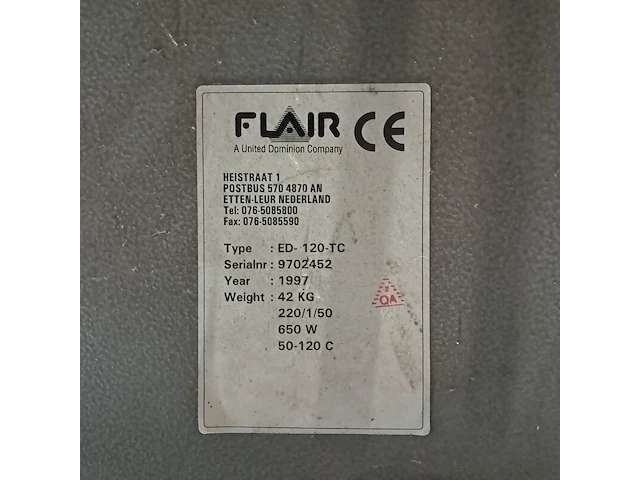 FLAIR CE
A United Dominion Company
HEISTRAAT 1
POSTBUS 570 4870 AN
ETTEN-LEUR NEDERLAND
Tel: 076-5085800
Fax: 076-5085590
Type : ED- 120-TC
Serialnr : 9702452
Year : 1997
Weight : 42 KG
220/1/50
650 W
50-120 C
QA